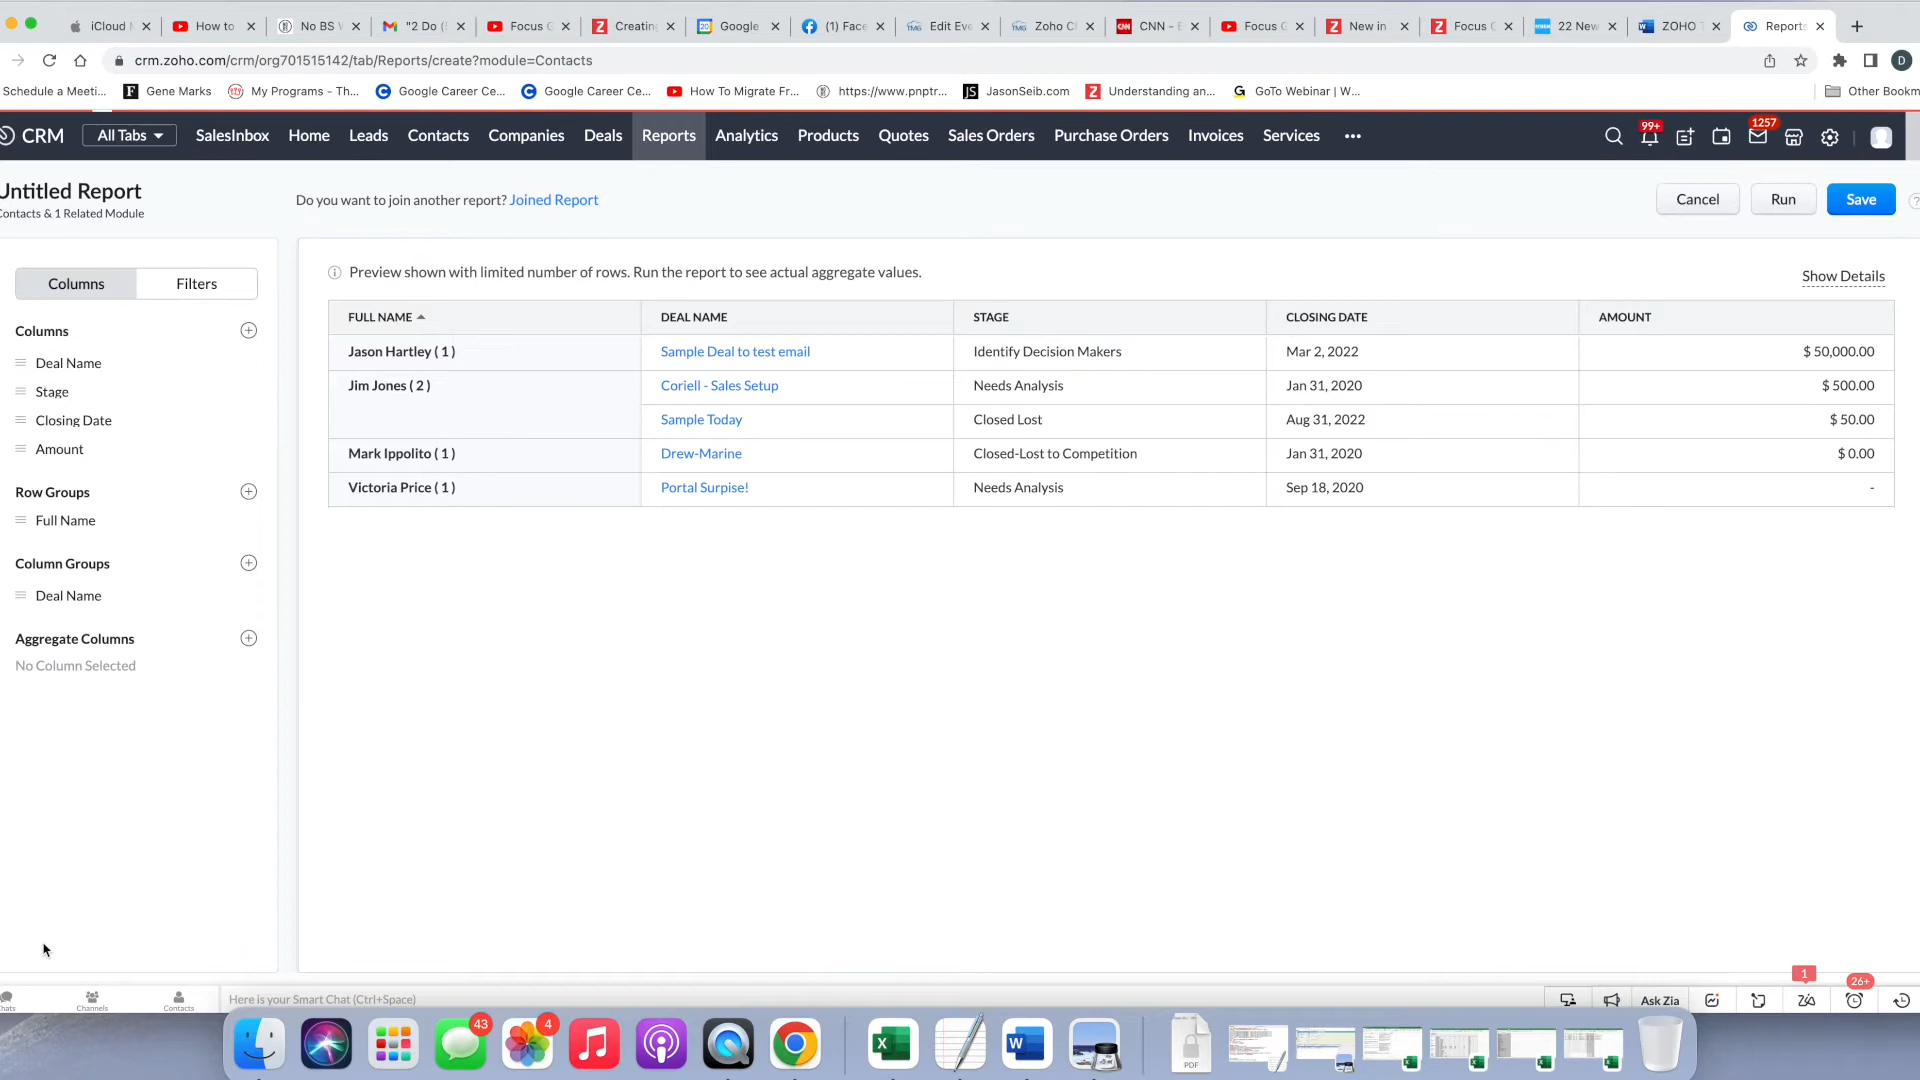 iCloud
How to
No BS
"2 Do (
Focus
Creatin
Google
(1) Face
Edit Eve
Zoho C
CNN - E
Focus
New in
Focus
22 New
ZOHO
Reports
crm.zoho.com/crm/org701515142/tab/Reports/create?module=Contacts
D
Schedule a Meeti...
Gene Marks
My Programs - Th...
Google Career Ce...
Google Career Ce...
How To Migrate Fr...
https://www.pnptr...
JasonSeib.com
Understanding an...
GoTo Webinar | W...
Other Bookm
CRM
All Tabs
SalesInbox
Home
Leads
Contacts
Companies
Deals
Reports
Analytics
Products
Quotes
Sales Orders
Purchase Orders
Invoices
Services
99+
1257
Untitled Report
Contacts & 1 Related Module
Do you want to join another report? Joined Report
Cancel
Run
Save
Columns
Filters
Columns
Deal Name
Stage
Closing Date
Amount
Row Groups
Full Name
Column Groups
Deal Name
Aggregate Columns
No Column Selected
Preview shown with limited number of rows. Run the report to see actual aggregate values.
Show Details
FULL NAME DEAL NAME STAGE CLOSING DATE AMOUNT
Jason Hartley ( 1 ) Sample Deal to test email Identify Decision Makers Mar 2, 2022 $ 50,000.00
Jim Jones ( 2 ) Coriell - Sales Setup Needs Analysis Jan 31, 2020 $ 500.00
Sample Today Closed Lost Aug 31, 2022 $ 50.00
Mark Ippolito ( 1 ) Drew-Marine Closed-Lost to Competition Jan 31, 2020 $ 0.00
Victoria Price ( 1 ) Portal Surpise! Needs Analysis Sep 18, 2020 -
Chats
Channels
Contacts
Here is your Smart Chat (Ctrl+Space)
Ask Zia
1
26+
43
4
PDF